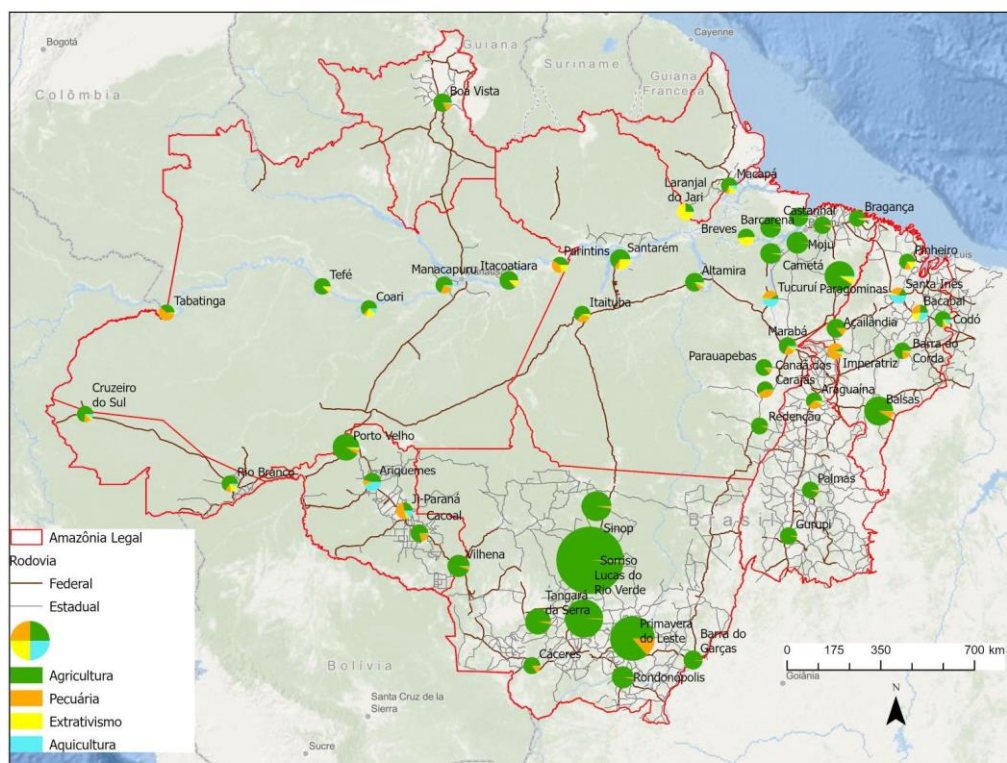 Bogotá
Colômbia
Guiana
Suriname
Guiana
Francesa
Cayenne
Boa Vista
Macapá
Laranjal
do Jari
Castanhal
Bragança
Barcarena
Breves
Moju
Pinheiro
Luis
Parintins
Santarém
Cametá
Manacapuru
Itacoatiara
Tefé
Altamira
Paragominas
Santa Inês
Tucuruí
Coari
Bacabal
Tabatinga
Itaituba
Codó
Açailândia
Marabá
Barra do
Corda
Parauapebas
Imperatriz
Canaã dos
Carajás
Araguaína
Cruzeiro
do Sul
Balsas
Redenção
Porto Velho
Rio Branco
Ariquemes
Palmas
Ji-Paraná
Brasil
Cacoal
Sinop
Gurupi
Vilhena
Sorriso
Lucas do
Rio Verde
Tangará
da Serra
Primavera
do Leste
Barra do
Garças
Cáceres
Rondonópolis
Bolívia
Santa Cruz de la
Sierra
Sucre
Goiânia
0 175 350 700 km
N
Amazônia Legal
Rodovia
Federal
Estadual
Agricultura
Pecuária
Extrativismo
Aquicultura